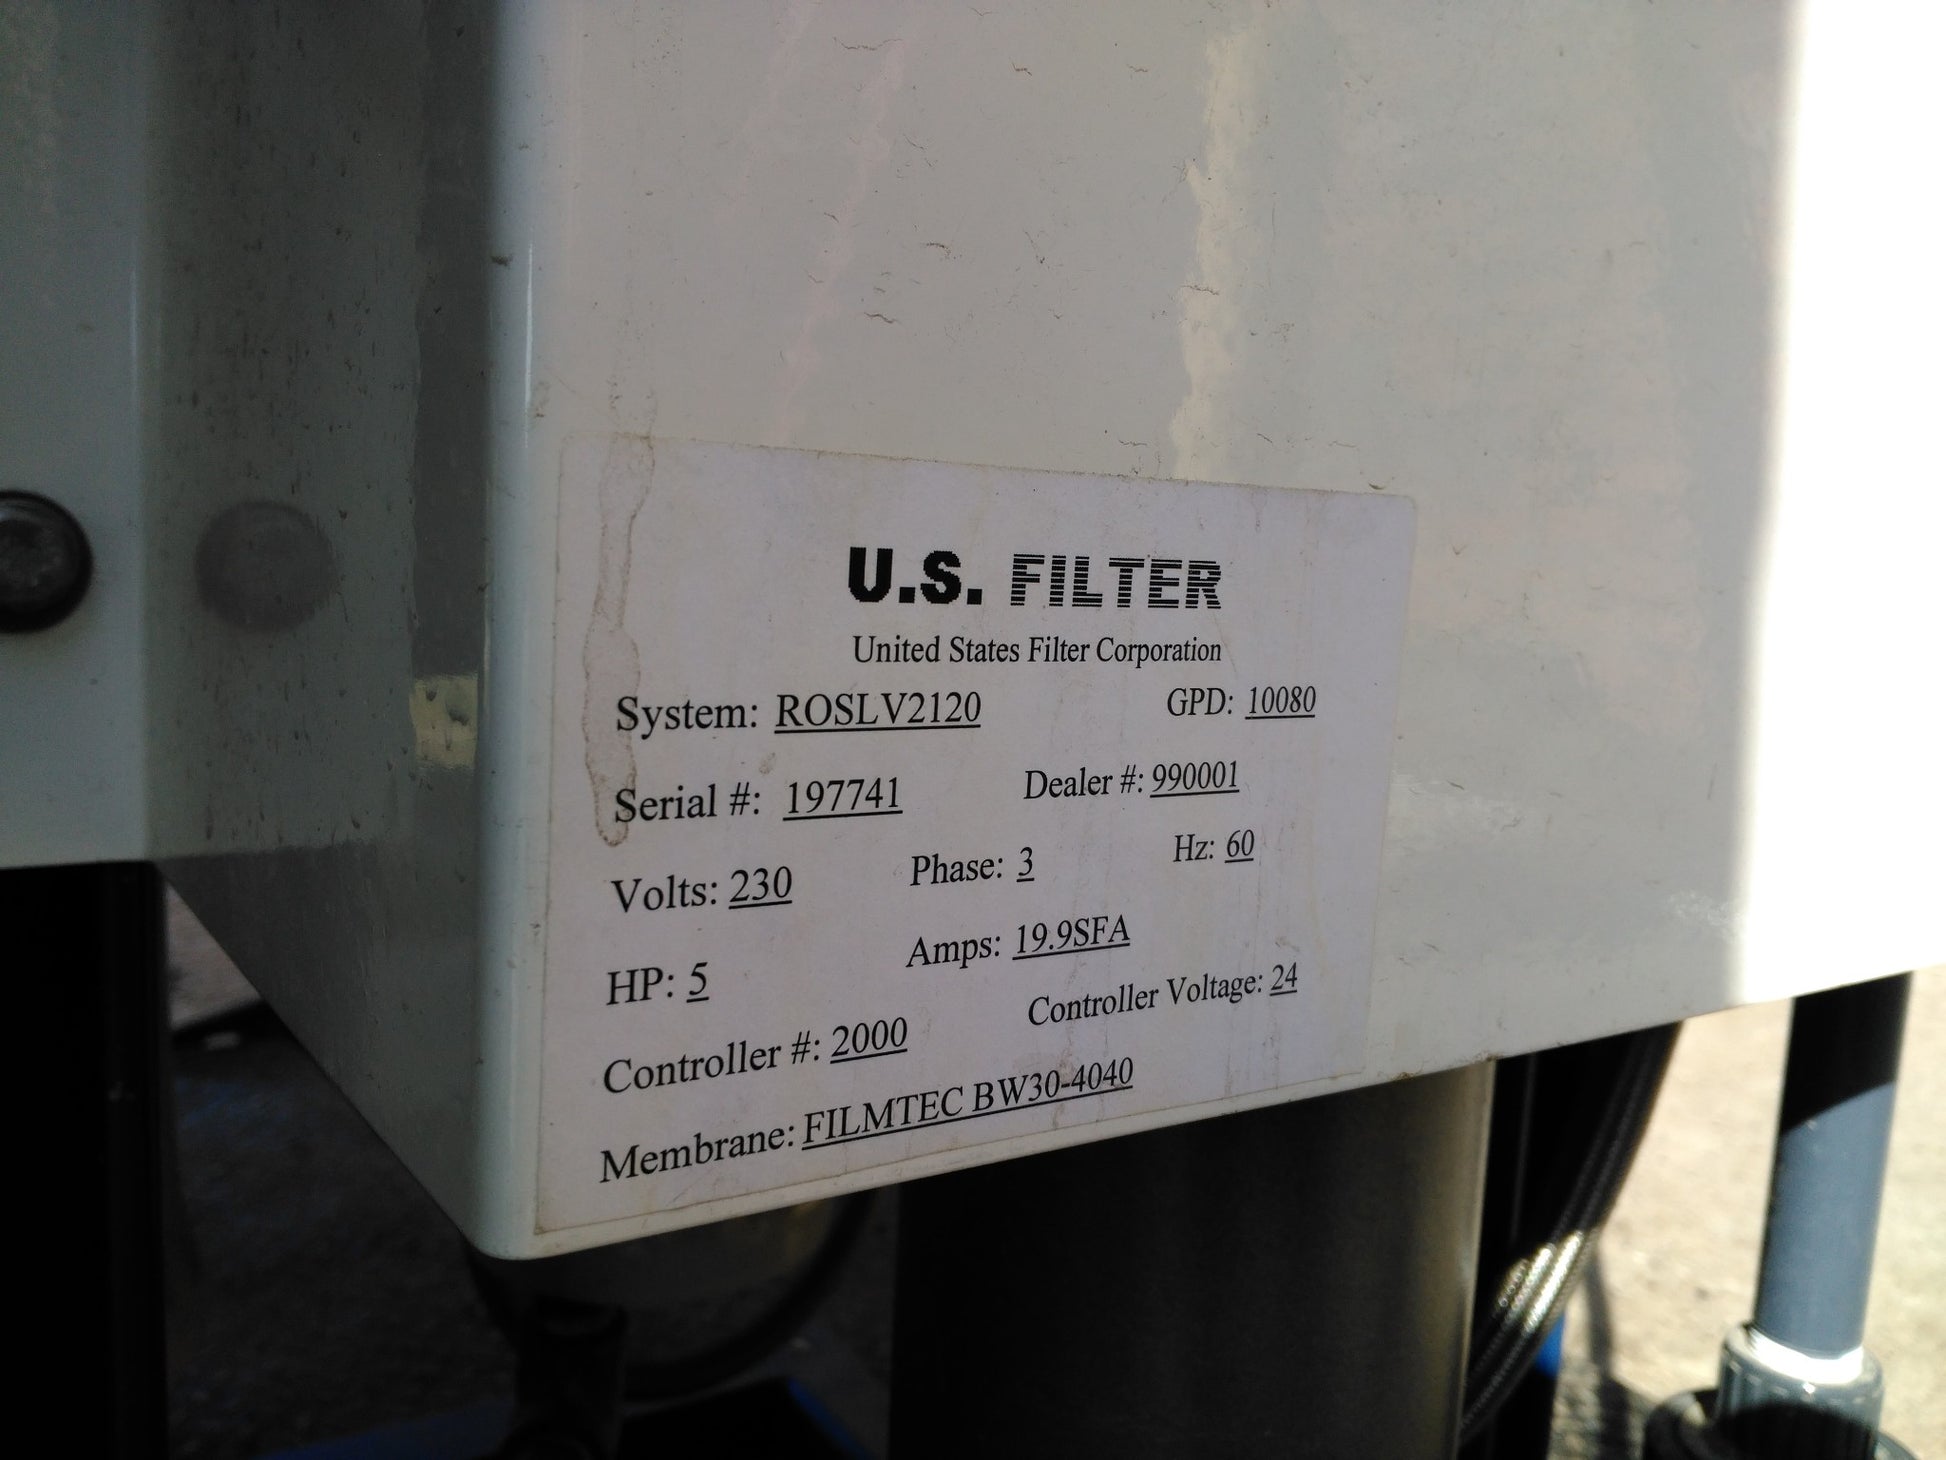 U.S. FILTER
United States Filter Corporation
System: ROSLV2120 GPD: 10080
Serial #: 197741 Dealer #: 990001
Volts: 230 Phase: 3 Hz: 60
HP: 5 Amps: 19.9SFA
Controller #: 2000 Controller Voltage: 24
Membrane: FILMTEC BW30-4040